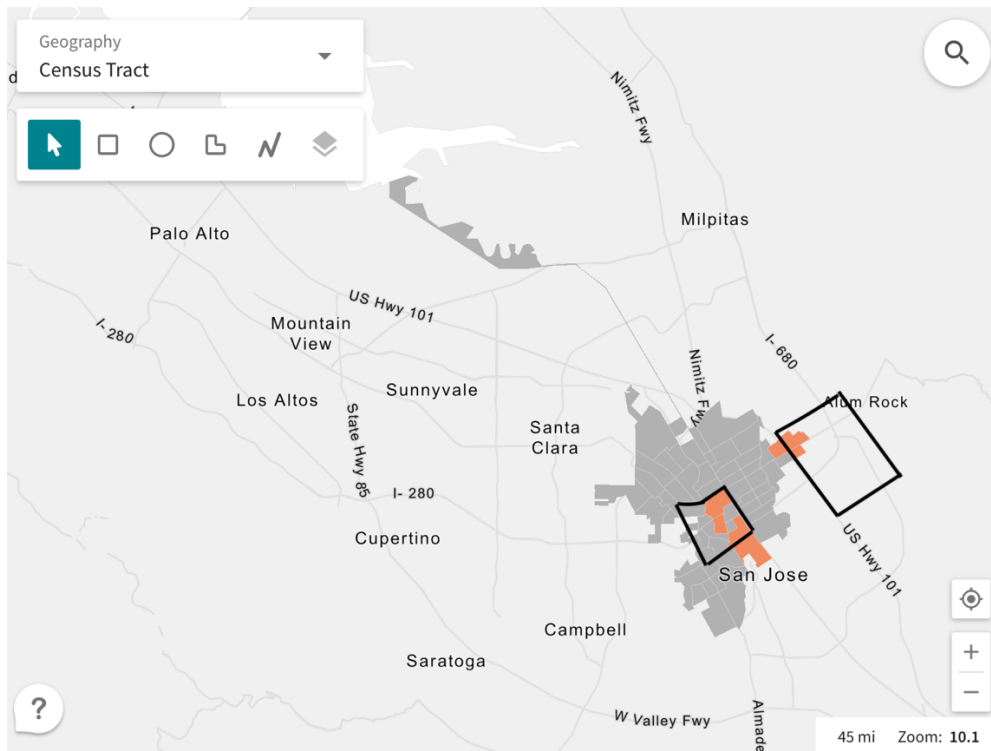 Geography
Census Tract
Nimitz Fwy
Milpitas
Palo Alto
US Hwy 101
I- 280
Mountain
View
I- 680
Sunnyvale
Nimitz Fwy
Los Altos
Alum Rock
State Hwy 85
Santa
Clara
I- 280
Cupertino
US Hwy 101
San Jose
Campbell
Saratoga
?
W Valley Fwy
Almade
45 mi Zoom: 10.1